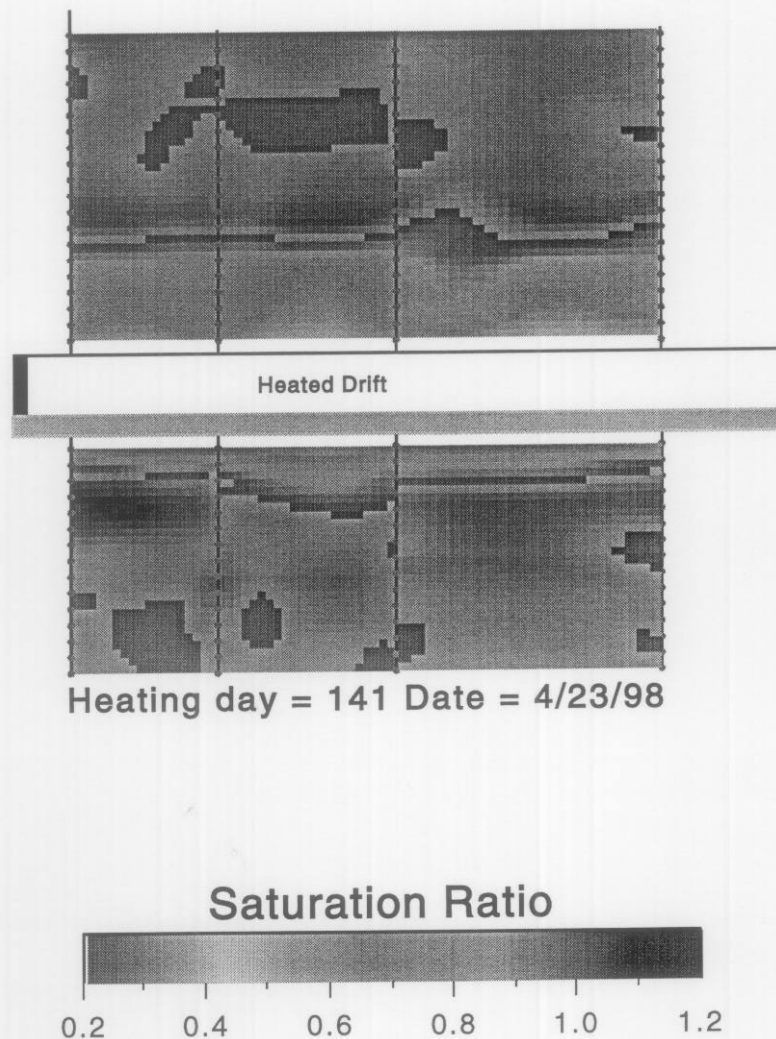 Heated Drift
Heating day = 141 Date = 4/23/98
Saturation Ratio
0.2 0.4 0.6 0.8 1.0 1.2